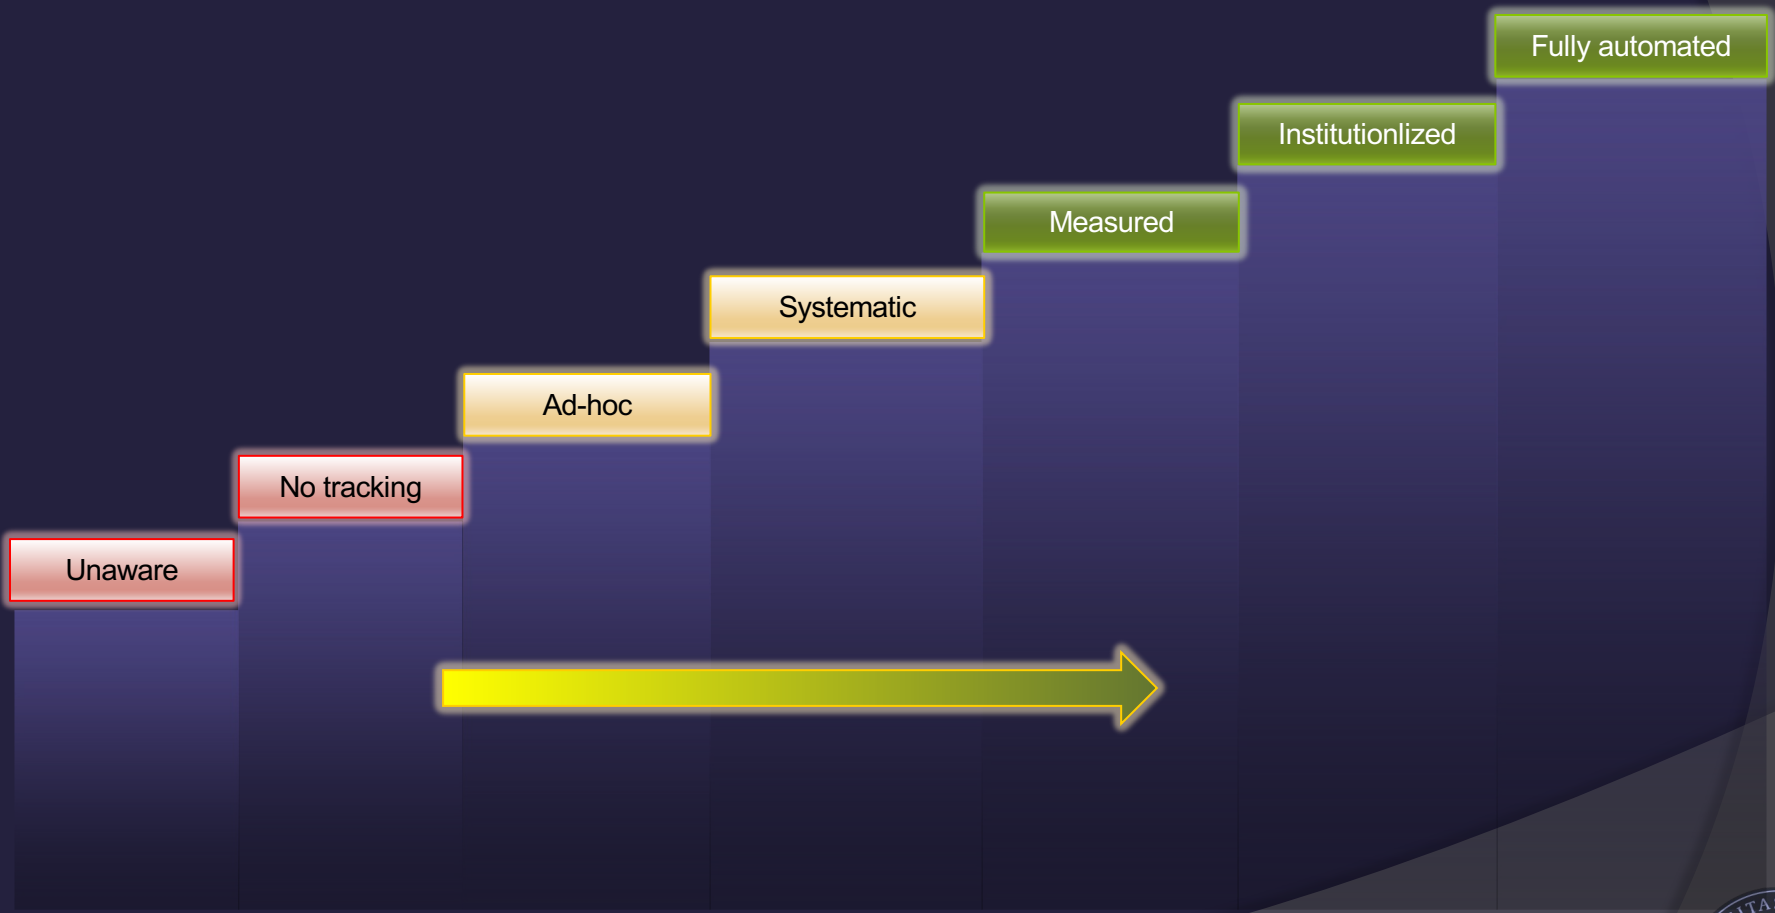 Fully automated
Institutionlized
Measured
Systematic
Ad-hoc
No tracking
Unaware